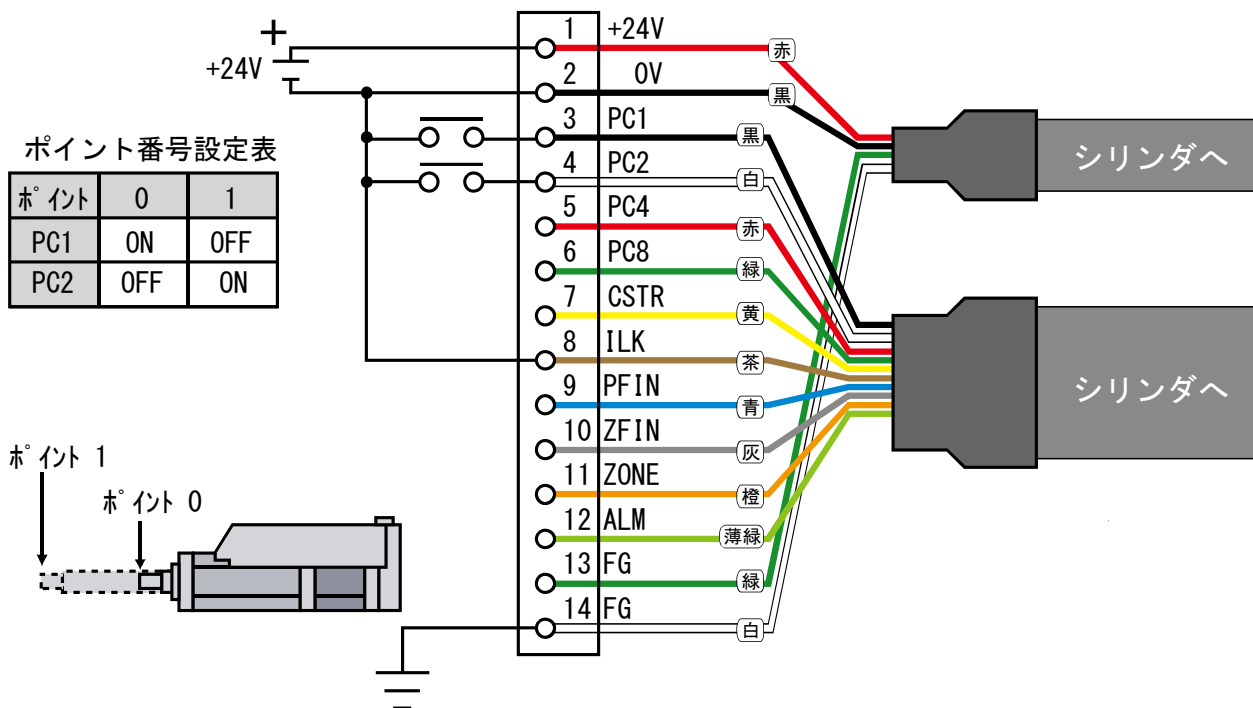 +
+24V
ポイント番号設定表
ポイント 0 1
PC1 ON OFF
PC2 OFF ON
ポイント 1
ポイント 0
1 +24V 赤
2 0V 黒
3 PC1 黒
4 PC2 白
5 PC4 赤
6 PC8 緑
7 CSTR 黄
8 ILK 茶
9 PFIN 青
10 ZFIN 灰
11 ZONE 橙
12 ALM 薄緑
13 FG 緑
14 FG 白
シリンダへ
シリンダへ